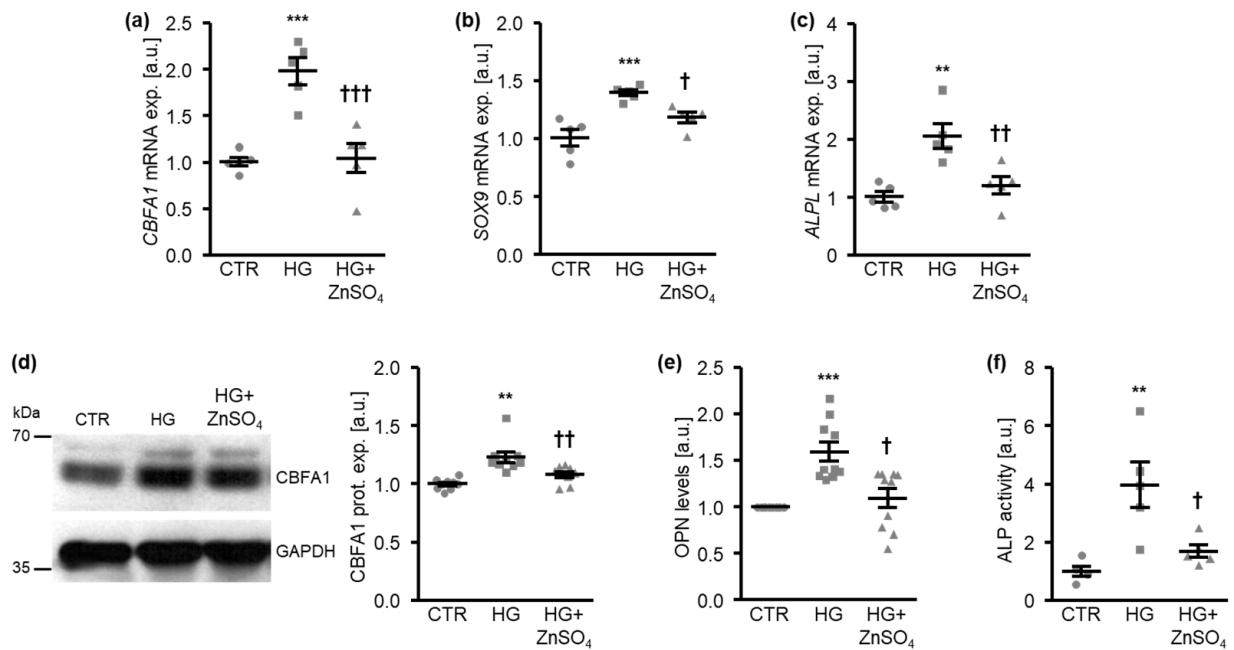 (a)
CBFA1 mRNA exp. [a.u.]
2.5
2.0
1.5
1.0
0.5
0.0
***
†††
CTR
HG
HG+
ZnSO4
(b)
SOX9 mRNA exp. [a.u.]
2.0
1.5
1.0
0.5
0.0
***
†
CTR
HG
HG+
ZnSO4
(c)
ALPL mRNA exp. [a.u.]
4
3
2
1
0
**
††
CTR
HG
HG+
ZnSO4
(d)
kDa
70
35
CTR
HG
HG+
ZnSO4
CBFA1
GAPDH
CBFA1 prot. exp. [a.u.]
2.0
1.5
1.0
0.5
0.0
**
††
CTR
HG
HG+
ZnSO4
(e)
OPN levels [a.u.]
2.5
2.0
1.5
1.0
0.5
0.0
***
†
CTR
HG
HG+
ZnSO4
(f)
ALP activity [a.u.]
8
6
4
2
0
**
†
CTR
HG
HG+
ZnSO4